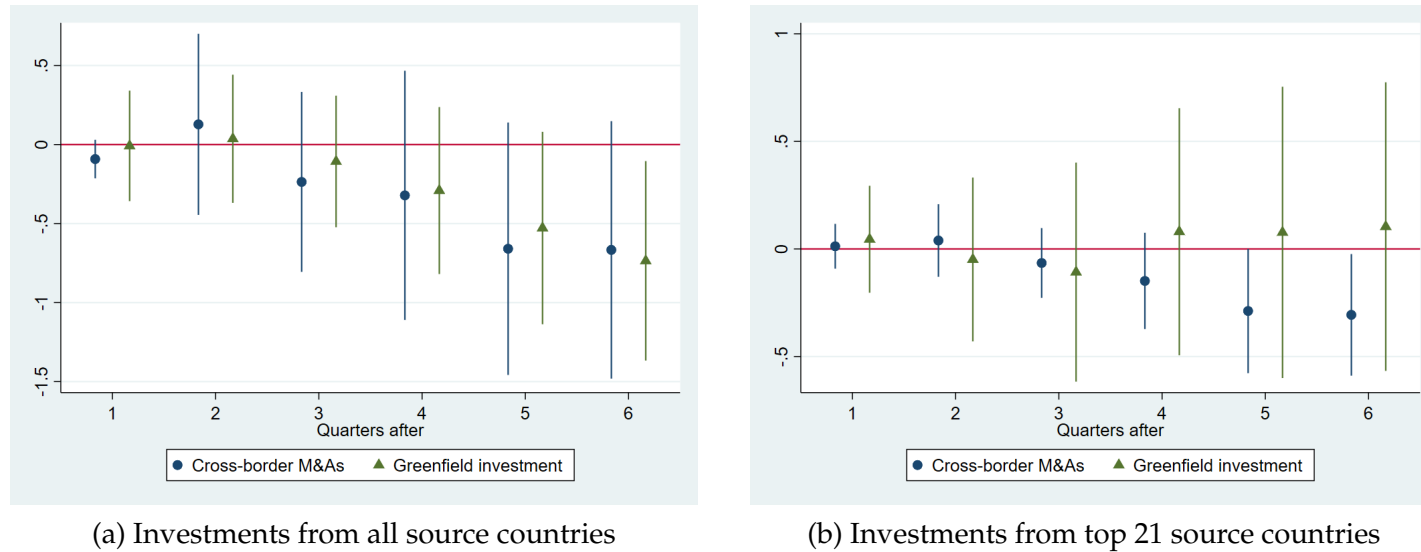 .5
0
-.5
-1
-1.5
1 2 3 4 5 6
Quarters after
Cross-border M&As Greenfield investment
(a) Investments from all source countries
1
.5
0
-.5
1 2 3 4 5 6
Quarters after
Cross-border M&As Greenfield investment
(b) Investments from top 21 source countries